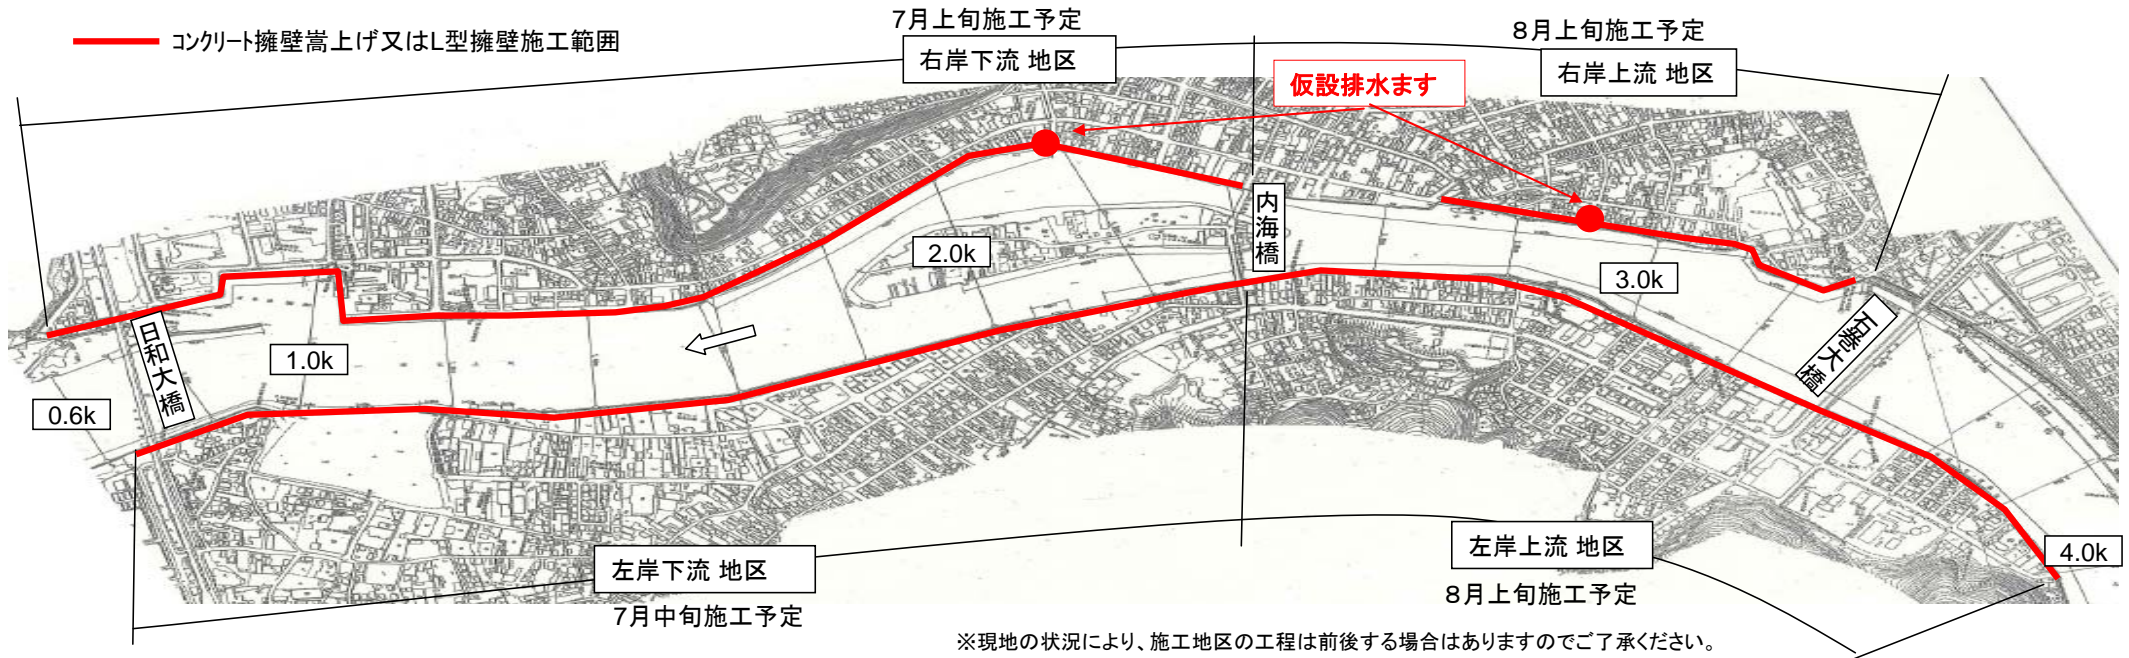 7月上旬施工予定
8月上旬施工予定
コンクリート擁壁嵩上げ又はL型擁壁施工範囲
右岸下流 地区
右岸上流 地区
仮設排水ます
内海橋
2.0k
3.0k
日和大橋
1.0k
石巻大橋
0.6k
左岸上流 地区
4.0k
左岸下流 地区
8月上旬施工予定
7月中旬施工予定
※現地の状況により、施工地区の工程は前後する場合はありますのでご了承ください。